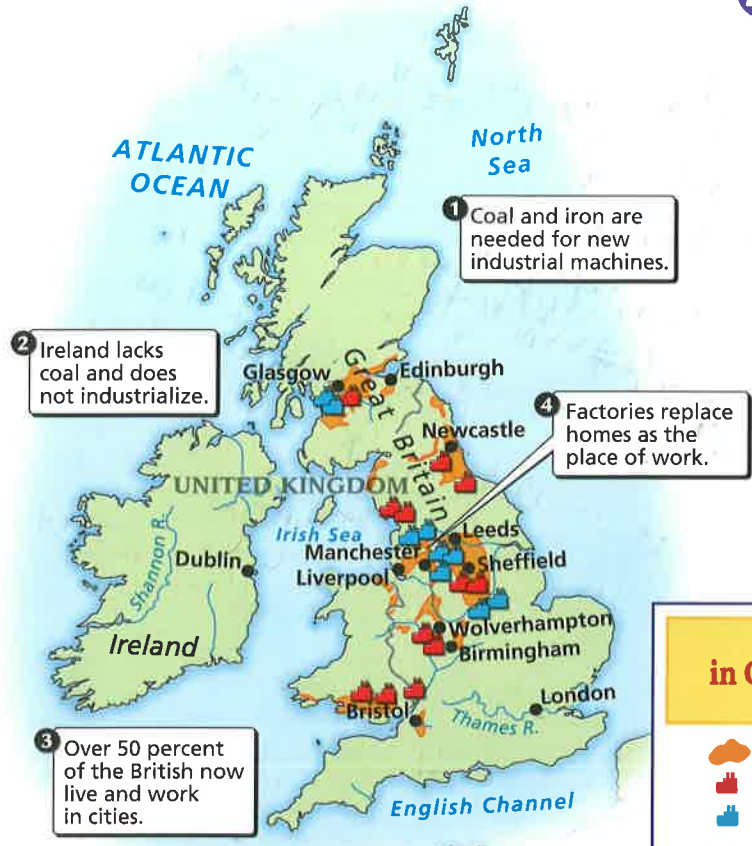 ATLANTIC
OCEAN
North
Sea
1 Coal and iron are
needed for new
industrial machines.
2 Ireland lacks
coal and does
not industrialize.
Glasgow
Edinburgh
Great Britain
4 Factories replace
homes as the
place of work.
Newcastle
UNITED KINGDOM
Irish Sea
Leeds
Manchester
Sheffield
Liverpool
Dublin
Shannon R.
Ireland
Wolverhampton
Birmingham
London
Bristol
Thames R.
3 Over 50 percent
of the British now
live and work
in cities.
English Channel
in